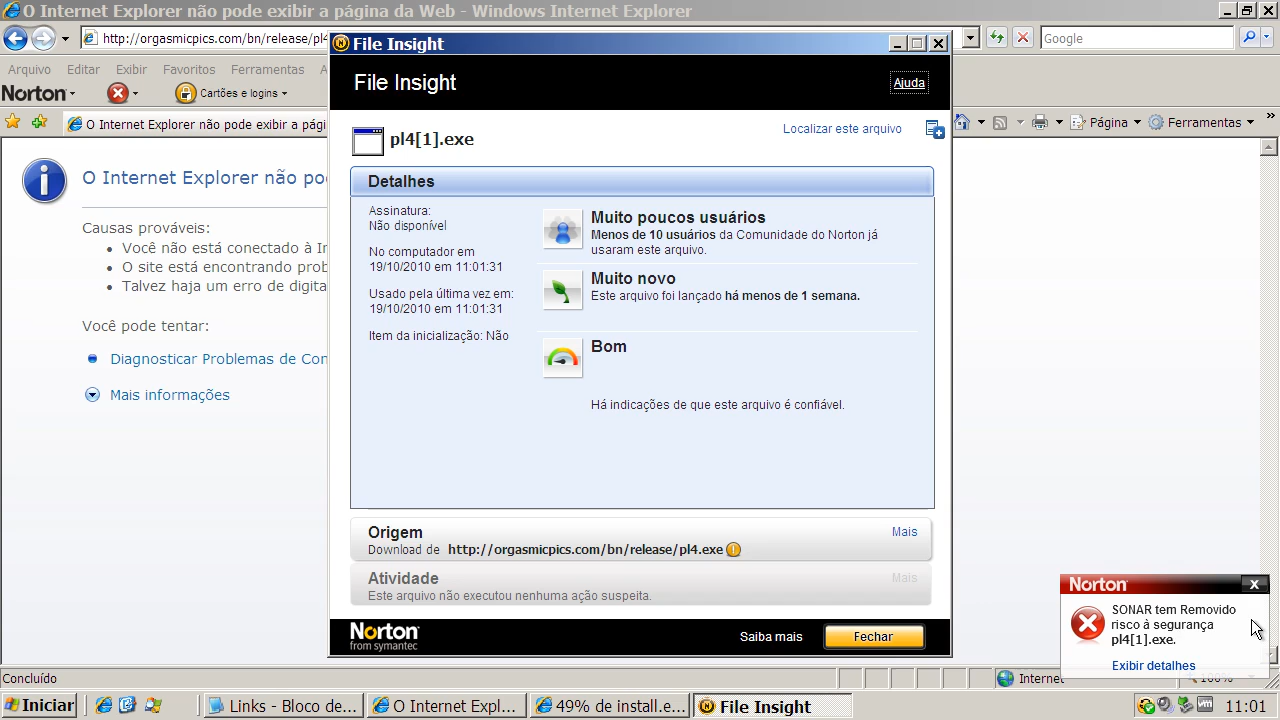 O Internet Explorer não pode exibir a página da Web - Windows Internet Explorer
http://orgasmicpics.com/bn/release/pl4
Google
Arquivo Editar Exibir Favoritos Ferramentas
Norton
Cartões e logins
O Internet Explorer não pode exibir a pági
Página
Ferramentas
O Internet Explorer não po
Causas prováveis:
Você não está conectado à In
O site está encontrando prob
Talvez haja um erro de digita
Você pode tentar:
Diagnosticar Problemas de Con
Mais informações
File Insight
File Insight
Ajuda
pl4[1].exe
Localizar este arquivo
Detalhes
Assinatura:
Não disponível
No computador em
19/10/2010 em 11:01:31
Usado pela última vez em:
19/10/2010 em 11:01:31
Item da inicialização: Não
Muito poucos usuários
Menos de 10 usuários da Comunidade do Norton já
usaram este arquivo.
Muito novo
Este arquivo foi lançado há menos de 1 semana.
Bom
Há indicações de que este arquivo é confiável.
Origem
Mais
Download de http://orgasmicpics.com/bn/release/pl4.exe
Atividade
Mais
Este arquivo não executou nenhuma ação suspeita.
Norton
from symantec
Saiba mais
Fechar
Norton
X
SONAR tem Removido
risco à segurança
pl4[1].exe.
Exibir detalhes
Concluído
Internet
100%
Iniciar
Links - Bloco de...
O Internet Expl...
49% de install.e...
File Insight
11:01